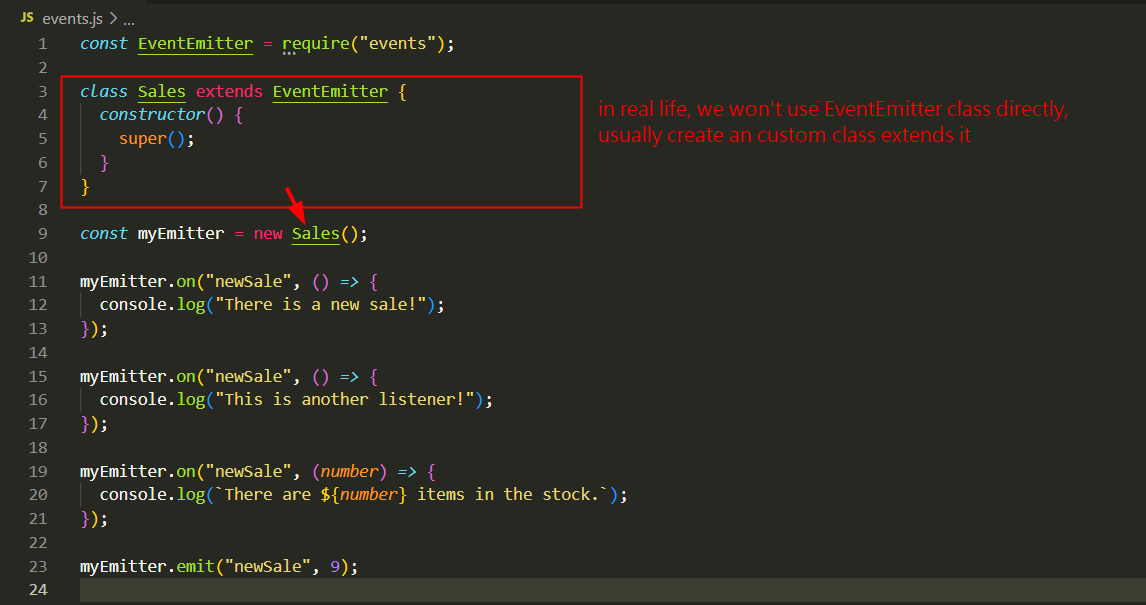 JS events.js > ...
1 const EventEmitter = require("events");
2
3 class Sales extends EventEmitter {
in real life, we won't use EventEmitter class directly,
usually create an custom class extends it
4   constructor() {
5     super();
6   }
7 }
8
9 const myEmitter = new Sales();
10
11 myEmitter.on("newSale", () => {
12   console.log("There is a new sale!");
13 });
14
15 myEmitter.on("newSale", () => {
16   console.log("This is another listener!");
17 });
18
19 myEmitter.on("newSale", (number) => {
20   console.log(`There are ${number} items in the stock.`);
21 });
22
23 myEmitter.emit("newSale", 9);
24